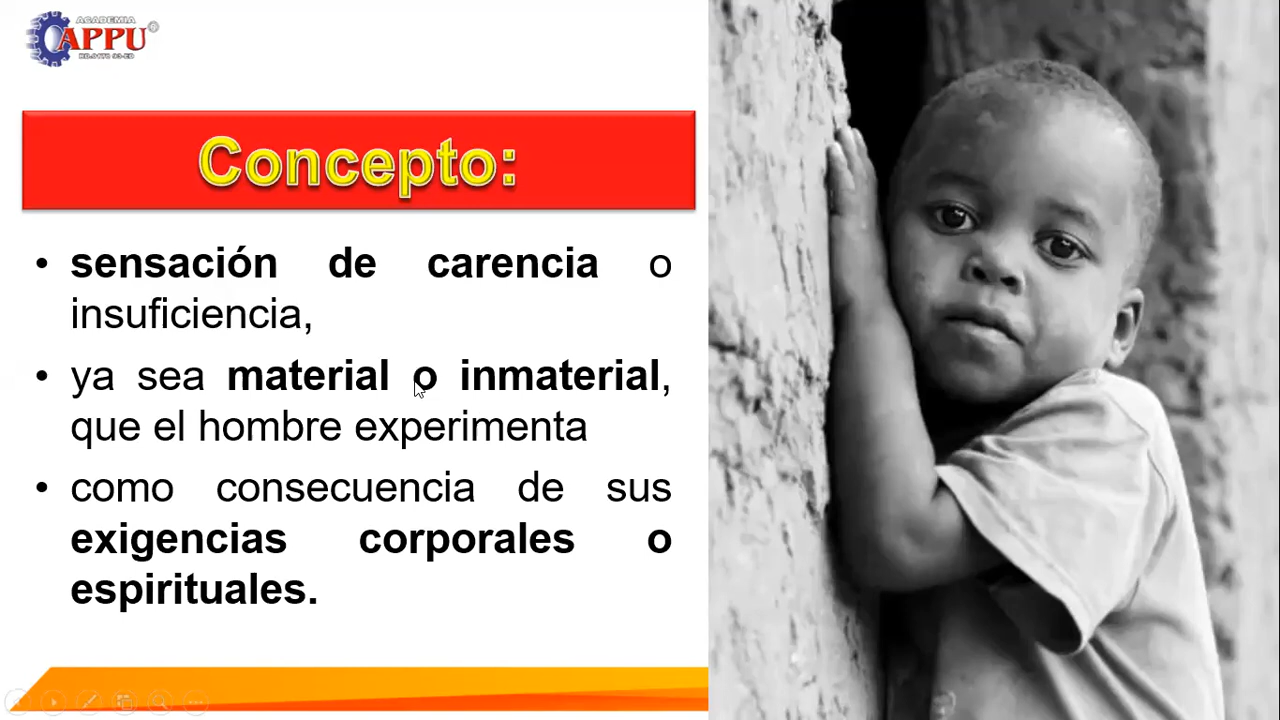 ACADEMIA
APPU
Concepto:
• sensación de carencia o
insuficiencia,
• ya sea material o inmaterial,
que el hombre experimenta
• como consecuencia de sus
exigencias corporales o
espirituales.